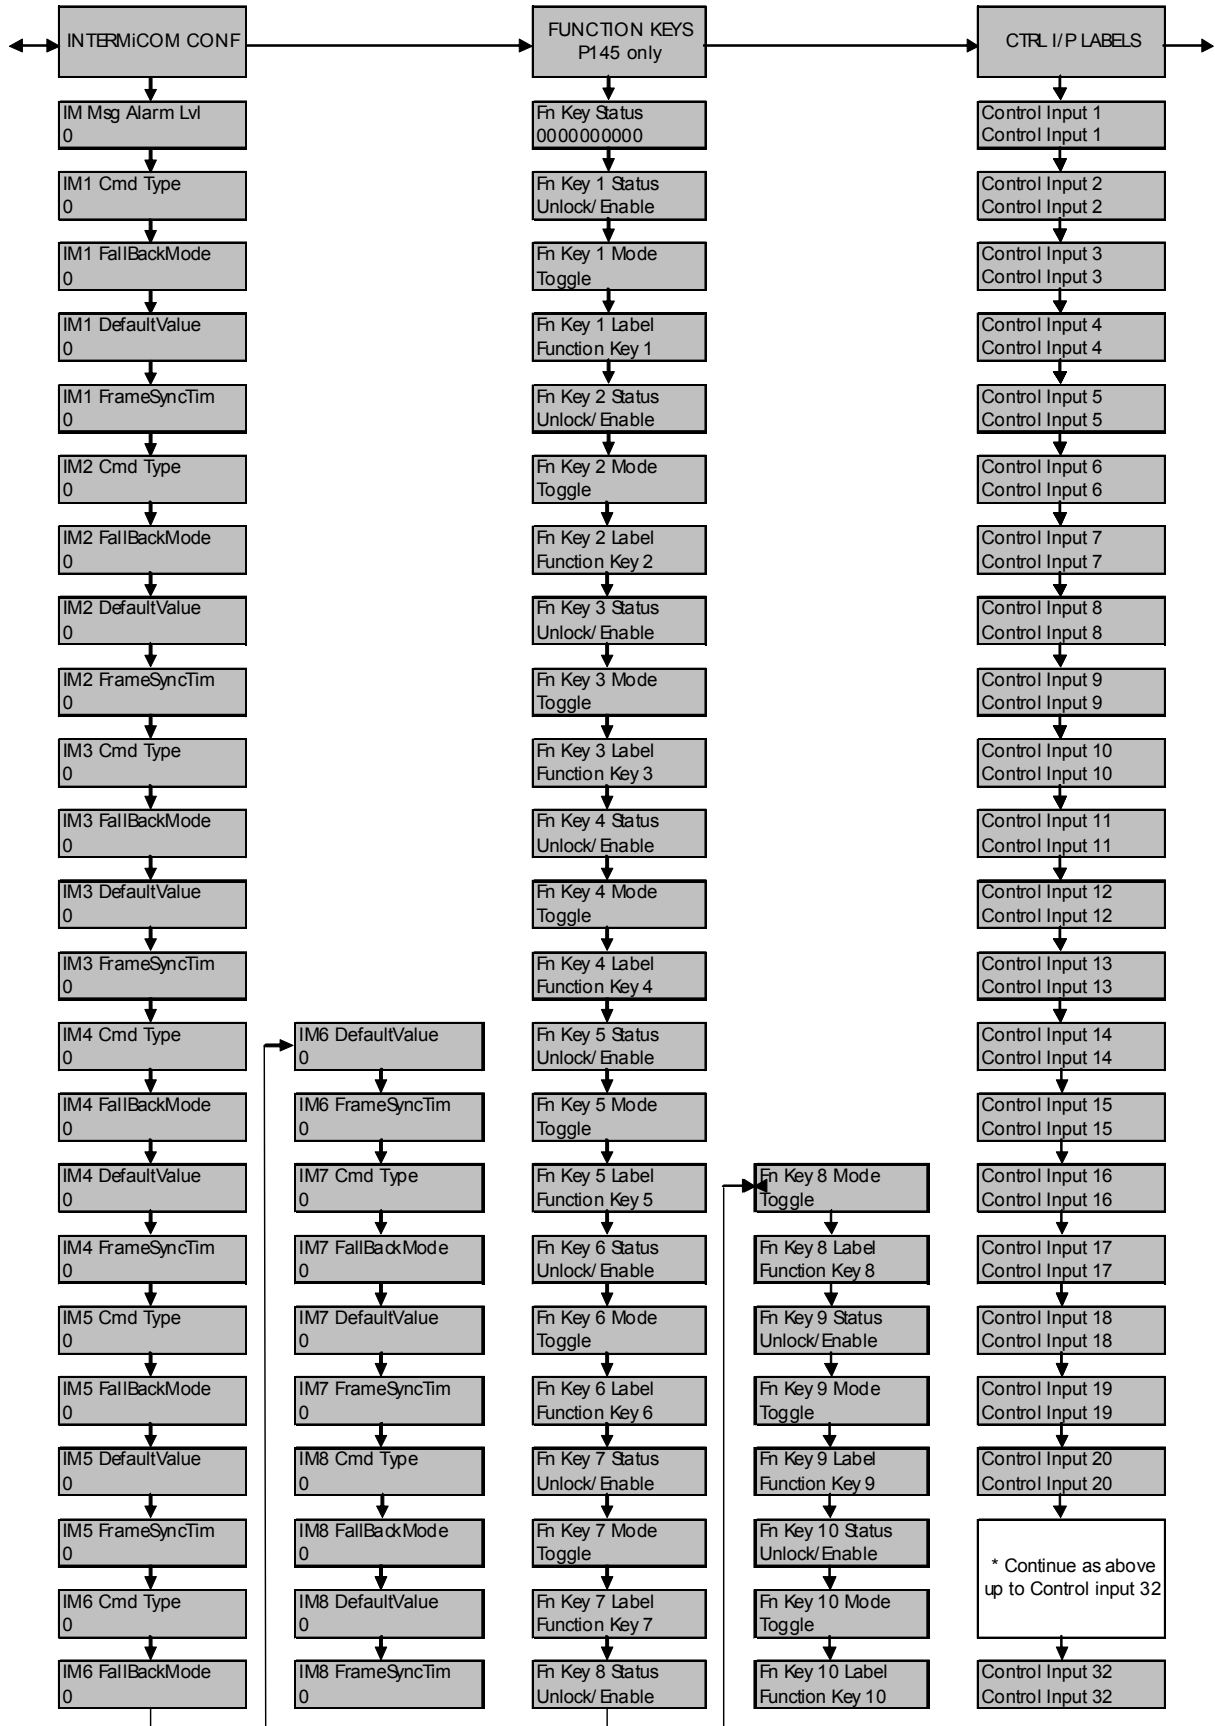 INTERMiCOM CONF
IM Msg Alarm Lvl
0
IM1 Cmd Type
0
IM1 FallBackMode
0
IM1 DefaultValue
0
IM1 FrameSyncTim
0
IM2 Cmd Type
0
IM2 FallBackMode
0
IM2 DefaultValue
0
IM2 FrameSyncTim
0
IM3 Cmd Type
0
IM3 FallBackMode
0
IM3 DefaultValue
0
IM3 FrameSyncTim
0
IM4 Cmd Type
0
IM4 FallBackMode
0
IM4 DefaultValue
0
IM4 FrameSyncTim
0
IM5 Cmd Type
0
IM5 FallBackMode
0
IM5 DefaultValue
0
IM5 FrameSyncTim
0
IM6 Cmd Type
0
IM6 FallBackMode
0
IM6 DefaultValue
0
IM6 FrameSyncTim
0
IM7 Cmd Type
0
IM7 FallBackMode
0
IM7 DefaultValue
0
IM7 FrameSyncTim
0
IM8 Cmd Type
0
IM8 FallBackMode
0
IM8 DefaultValue
0
IM8 FrameSyncTim
0
FUNCTION KEYS
P145 only
Fn Key Status
0000000000
Fn Key 1 Status
Unlock/Enable
Fn Key 1 Mode
Toggle
Fn Key 1 Label
Function Key 1
Fn Key 2 Status
Unlock/Enable
Fn Key 2 Mode
Toggle
Fn Key 2 Label
Function Key 2
Fn Key 3 Status
Unlock/Enable
Fn Key 3 Mode
Toggle
Fn Key 3 Label
Function Key 3
Fn Key 4 Status
Unlock/Enable
Fn Key 4 Mode
Toggle
Fn Key 4 Label
Function Key 4
Fn Key 5 Status
Unlock/Enable
Fn Key 5 Mode
Toggle
Fn Key 5 Label
Function Key 5
Fn Key 6 Status
Unlock/Enable
Fn Key 6 Mode
Toggle
Fn Key 6 Label
Function Key 6
Fn Key 7 Status
Unlock/Enable
Fn Key 7 Mode
Toggle
Fn Key 7 Label
Function Key 7
Fn Key 8 Status
Unlock/Enable
Fn Key 8 Mode
Toggle
Fn Key 8 Label
Function Key 8
Fn Key 9 Status
Unlock/Enable
Fn Key 9 Mode
Toggle
Fn Key 9 Label
Function Key 9
Fn Key 10 Status
Unlock/Enable
Fn Key 10 Mode
Toggle
Fn Key 10 Label
Function Key 10
CTRL I/P LABELS
Control Input 1
Control Input 1
Control Input 2
Control Input 2
Control Input 3
Control Input 3
Control Input 4
Control Input 4
Control Input 5
Control Input 5
Control Input 6
Control Input 6
Control Input 7
Control Input 7
Control Input 8
Control Input 8
Control Input 9
Control Input 9
Control Input 10
Control Input 10
Control Input 11
Control Input 11
Control Input 12
Control Input 12
Control Input 13
Control Input 13
Control Input 14
Control Input 14
Control Input 15
Control Input 15
Control Input 16
Control Input 16
Control Input 17
Control Input 17
Control Input 18
Control Input 18
Control Input 19
Control Input 19
Control Input 20
Control Input 20
* Continue as above
up to Control input 32
Control Input 32
Control Input 32